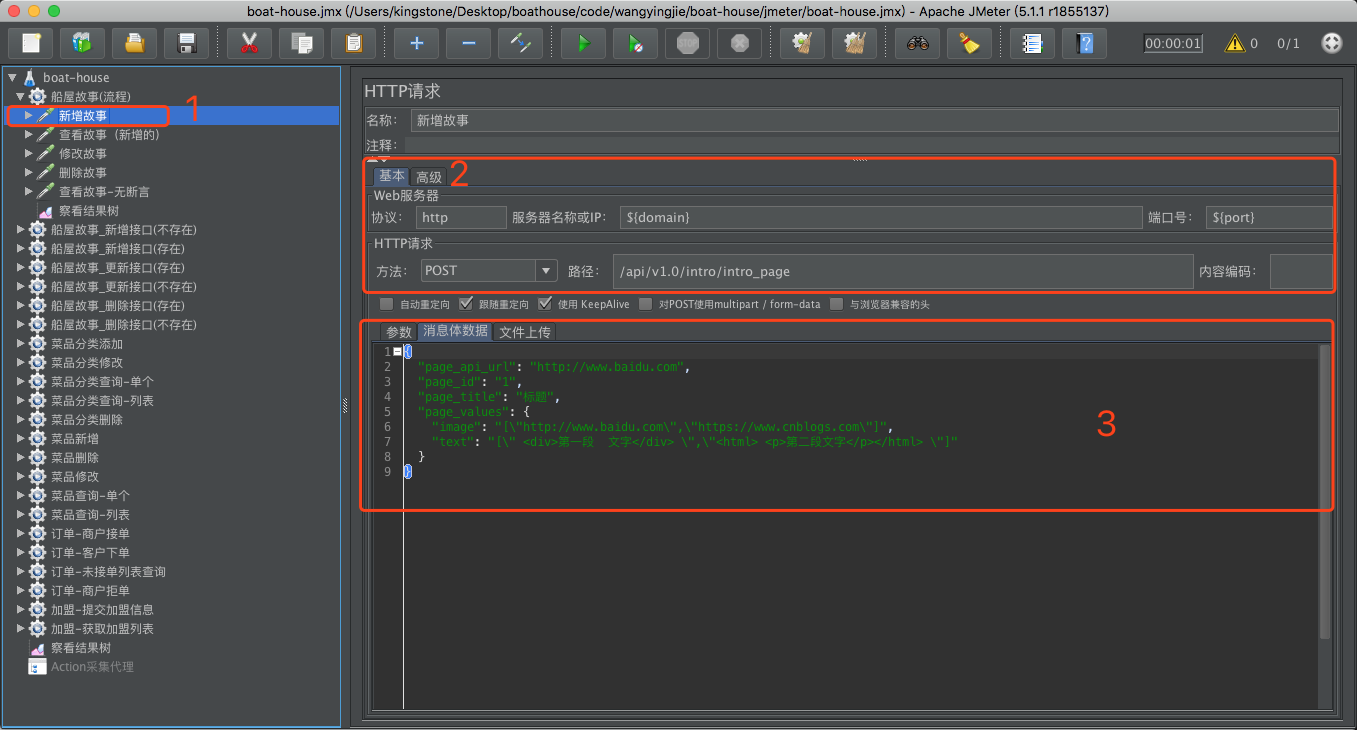 boat-house.jmx (/Users/kingstone/Desktop/boathouse/code/wangyingjie/boat-house/jmeter/boat-house.jmx) - Apache JMeter (5.1.1 r1855137)
STOP
00:00:01
0
0/1
boat-house
船屋故事(流程)
新增故事
1
查看故事（新增的）
修改故事
删除故事
查看故事-无断言
察看结果树
船屋故事_新增接口(不存在)
船屋故事_新增接口(存在)
船屋故事_更新接口(存在)
船屋故事_更新接口(不存在)
船屋故事_删除接口(存在)
船屋故事_删除接口(不存在)
菜品分类添加
菜品分类修改
菜品分类查询-单个
菜品分类查询-列表
菜品分类删除
菜品新增
菜品删除
菜品修改
菜品查询-单个
菜品查询-列表
订单-商户接单
订单-客户下单
订单-未接单列表查询
订单-商户拒单
加盟-提交加盟信息
加盟-获取加盟列表
察看结果树
Action采集代理
HTTP请求
名称： 新增故事
注释：
基本 高级 2
Web服务器
协议： http 服务器名称或IP： ${domain} 端口号： ${port}
HTTP请求
方法： POST 路径： /api/v1.0/intro/intro_page 内容编码：
自动重定向 跟随重定向 使用 KeepAlive 对POST使用multipart / form-data 与浏览器兼容的头
参数 消息体数据 文件上传
1 {
2 "page_api_url": "http://www.baidu.com",
3 "page_id": "1",
4 "page_title": "标题",
5 "page_values": {
6 "image": "[\"http://www.baidu.com\",\"https://www.cnblogs.com\"]",
7 "text": "[\" <div>第一段  文字</div> \",\"<html> <p>第二段文字</p></html> \"]"
8 }
9 }
3